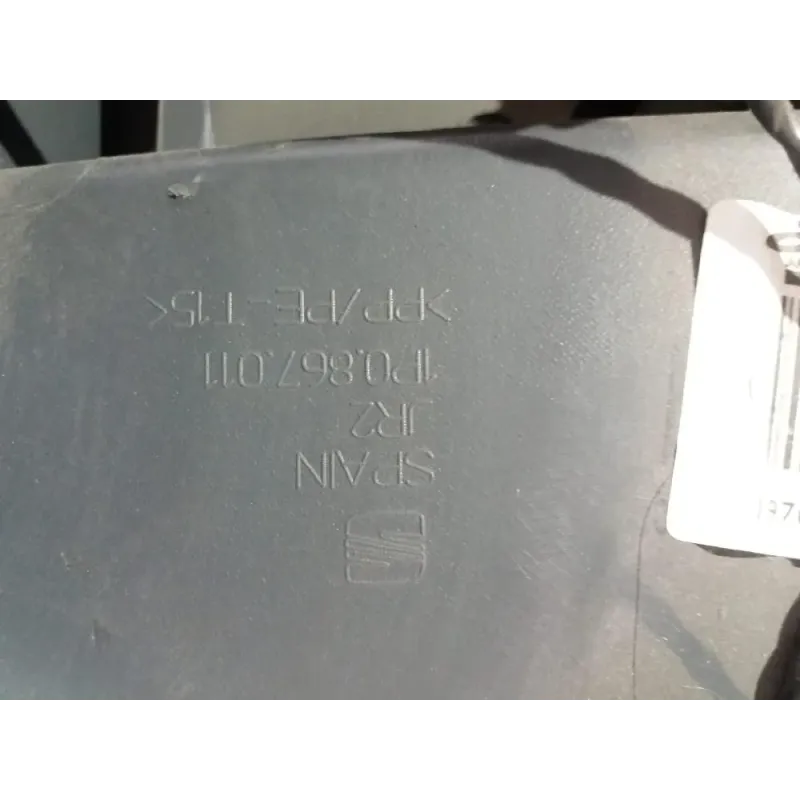 SPAIN
JR2
1P0.867.011
>PP/PE-T15<